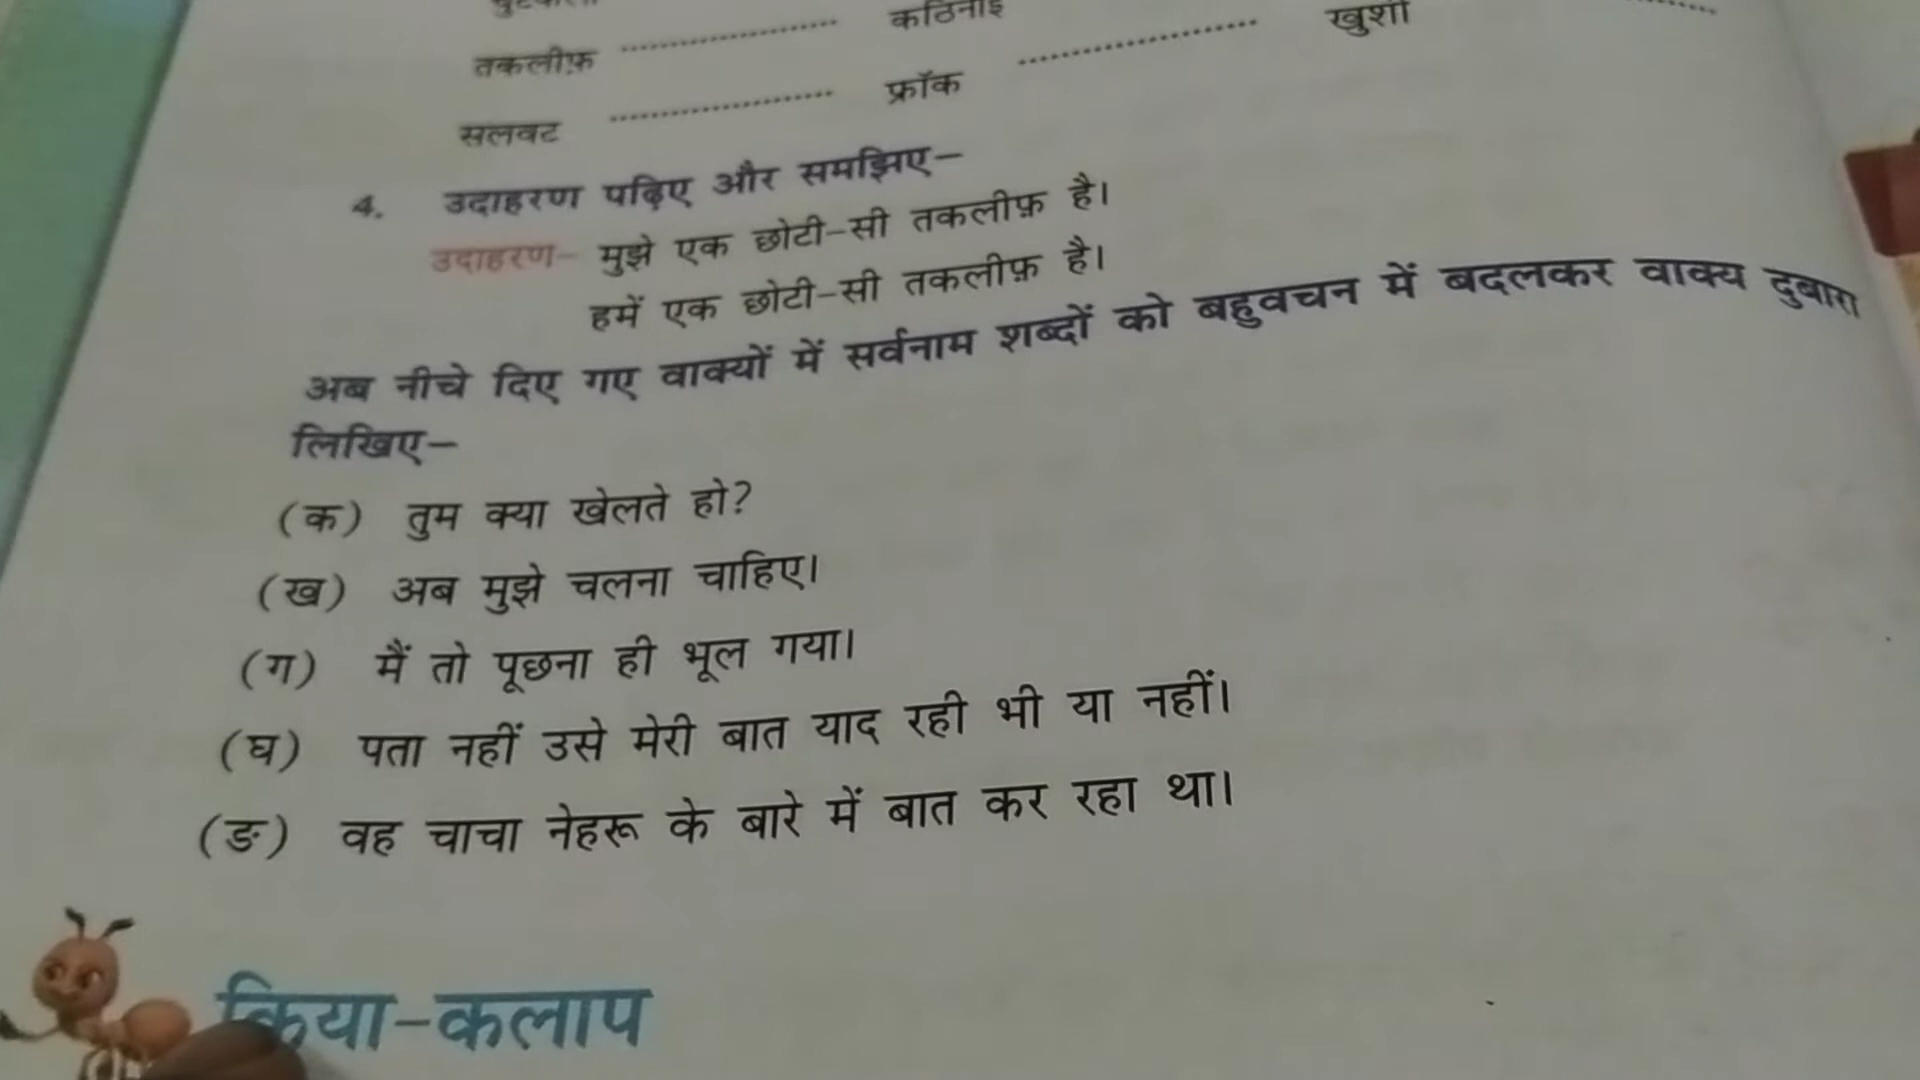 तकलीफ़ .................... कठिनाई .................... खुशी ....................
सलवट .................... फ्रॉक
4. उदाहरण पढ़िए और समझिए–
उदाहरण– मुझे एक छोटी-सी तकलीफ़ है।
हमें एक छोटी-सी तकलीफ़ है।
अब नीचे दिए गए वाक्यों में सर्वनाम शब्दों को बहुवचन में बदलकर वाक्य दुबारा
लिखिए–
(क) तुम क्या खेलते हो?
(ख) अब मुझे चलना चाहिए।
(ग) मैं तो पूछना ही भूल गया।
(घ) पता नहीं उसे मेरी बात याद रही भी या नहीं।
(ङ) वह चाचा नेहरू के बारे में बात कर रहा था।
क्रिया-कलाप